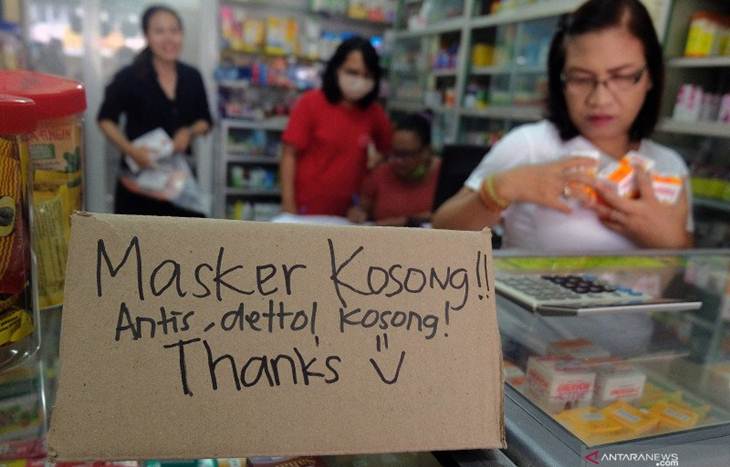 Masker Kosong!!
Antis, dettol kosong!
Thanks
ANTARANEWS
.COM